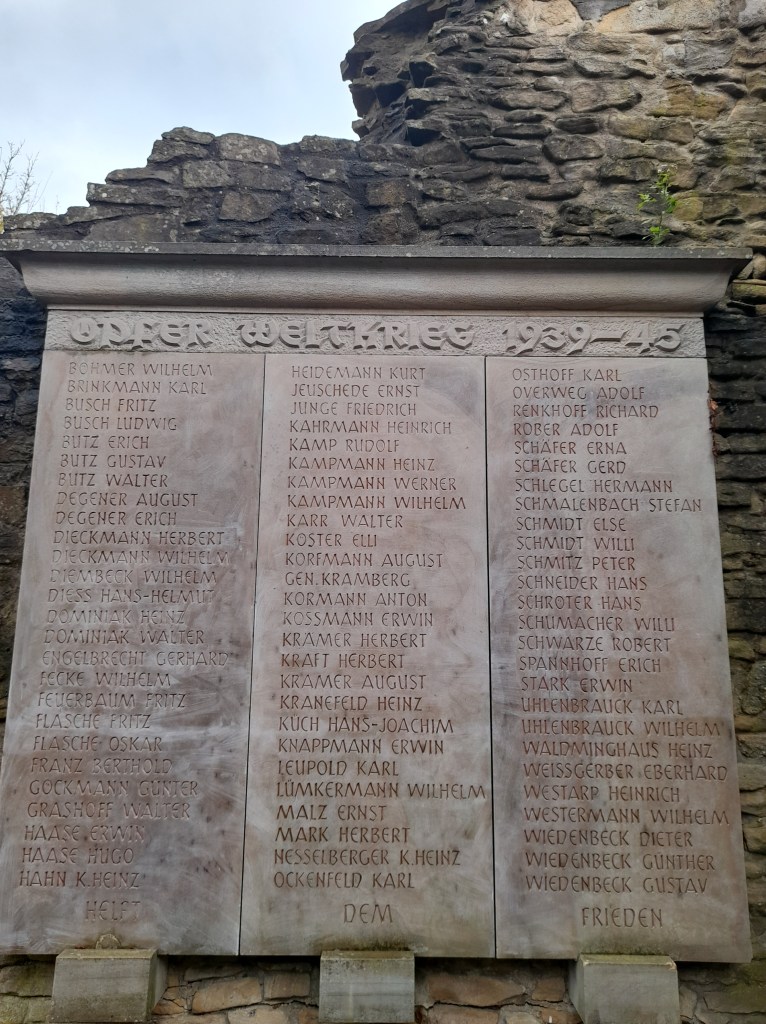 OPFER WELTKRIEG 1939-45
BÖHMER WILHELM
BRINKMANN KARL
BUSCH FRITZ
BUSCH LUDWIG
BUTZ ERICH
BUTZ GUSTAV
BUTZ WALTER
DEGENER AUGUST
DEGENER ERICH
DIECKMANN HERBERT
DIECKMANN WILHELM
DIEMBECK WILHELM
DIESS HANS-HELMUT
DOMINIAK HEINZ
DOMINIAK WALTER
ENGELBRECHT GERHARD
FECKE WILHELM
FEUERBAUM FRITZ
FLASCHE FRITZ
FLASCHE OSKAR
FRANZ BERTHOLD
GOCKMANN GÜNTER
GRASHOFF WALTER
HAASE ERWIN
HAASE HUGO
HAHN K.HEINZ
HELFT
HEIDEMANN KURT
JEUSCHEDE ERNST
JUNGE FRIEDRICH
KAHRMANN HEINRICH
KAMP RUDOLF
KAMPMANN HEINZ
KAMPMANN WERNER
KAMPMANN WILHELM
KARR WALTER
KOSTER ELLI
KORFMANN AUGUST
GEN. KRAMBERG
KORMANN ANTON
KOSSMANN ERWIN
KRÄMER HERBERT
KRAFT HERBERT
KRÄMER AUGUST
KRANEFELD HEINZ
KÜCH HANS-JOACHIM
KNAPPMANN ERWIN
LEUPOLD KARL
LÜMKERMANN WILHELM
MALZ ERNST
MARK HERBERT
NESSELBERGER K.HEINZ
OCKENFELD KARL
DEM
OSTHOFF KARL
OVERWEG ADOLF
RENKHOFF RICHARD
ROBER ADOLF
SCHÄFER ERNA
SCHÄFER GERD
SCHLEGEL HERMANN
SCHMALENBACH STEFAN
SCHMIDT ELSE
SCHMIDT WILLI
SCHMITZ PETER
SCHNEIDER HANS
SCHRÖTER HANS
SCHUMACHER WILLI
SCHWARZE ROBERT
SPANNHOFF ERICH
STARK ERWIN
UHLENBRAUCK KARL
UHLENBRAUCK WILHELM
WALDMINGHAUS HEINZ
WEISSGERBER EBERHARD
WESTARP HEINRICH
WESTERMANN WILHELM
WIEDENBECK DIETER
WIEDENBECK GÜNTHER
WIEDENBECK GUSTAV
FRIEDEN